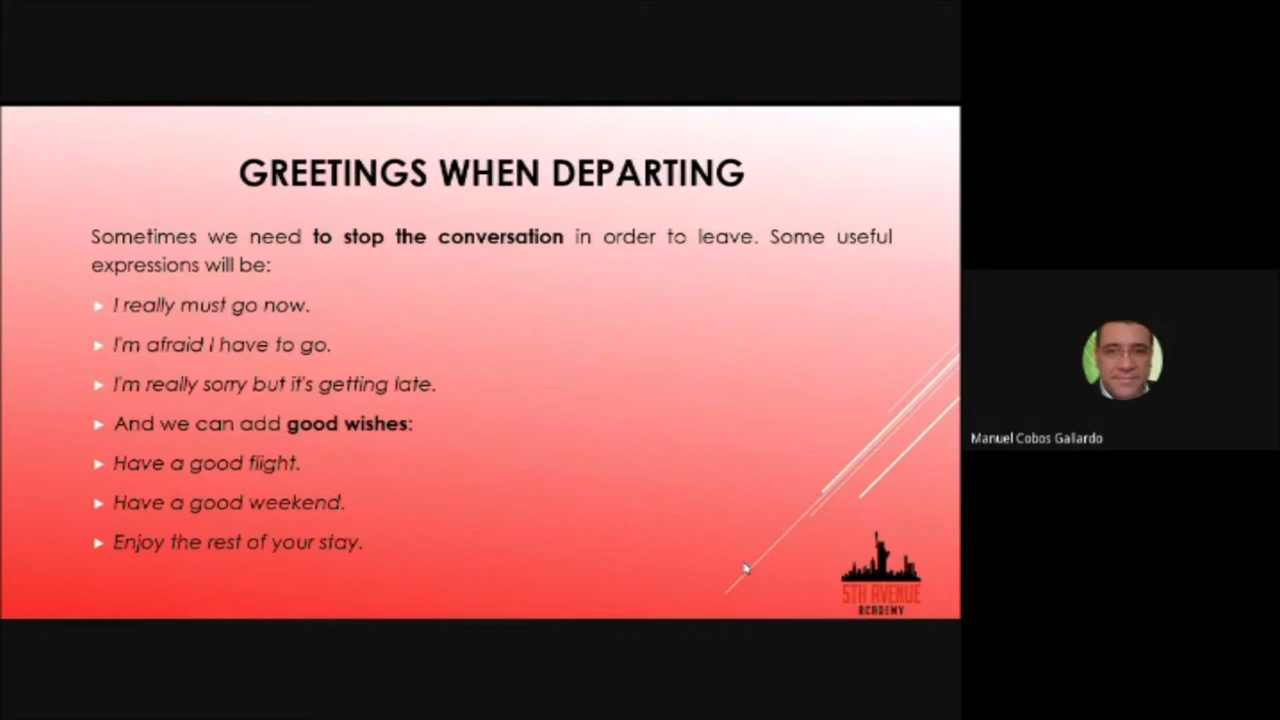 GREETINGS WHEN DEPARTING
Sometimes we need to stop the conversation in order to leave. Some useful
expressions will be:
I really must go now.
I'm afraid I have to go.
I'm really sorry but it's getting late.
And we can add good wishes:
Have a good flight.
Have a good weekend.
Enjoy the rest of your stay.
5TH AVENUE
ACADEMY
Manuel Cobos Gallardo